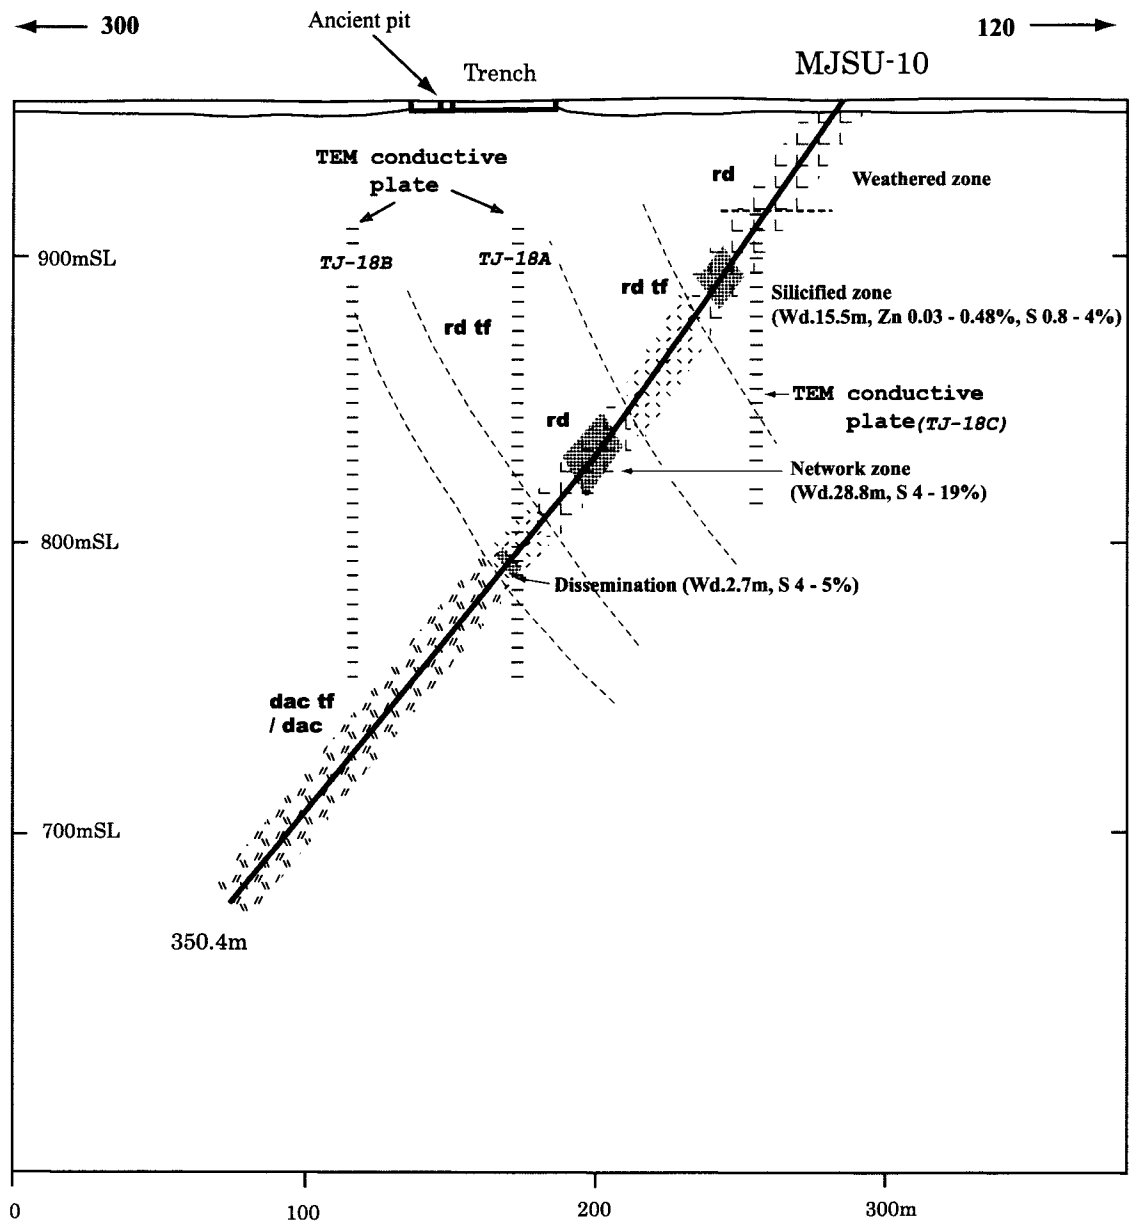 300
Ancient pit
120
Trench
MJSU-10
TEM conductive
plate
rd
Weathered zone
900mSL
TJ-18B
TJ-18A
rd tf
rd tf
Silicified zone
(Wd.15.5m, Zn 0.03 - 0.48%, S 0.8 - 4%)
TEM conductive
plate(TJ-18C)
rd
Network zone
(Wd.28.8m, S 4 - 19%)
800mSL
Dissemination (Wd.2.7m, S 4 - 5%)
dac tf
/ dac
700mSL
350.4m
0
100
200
300m